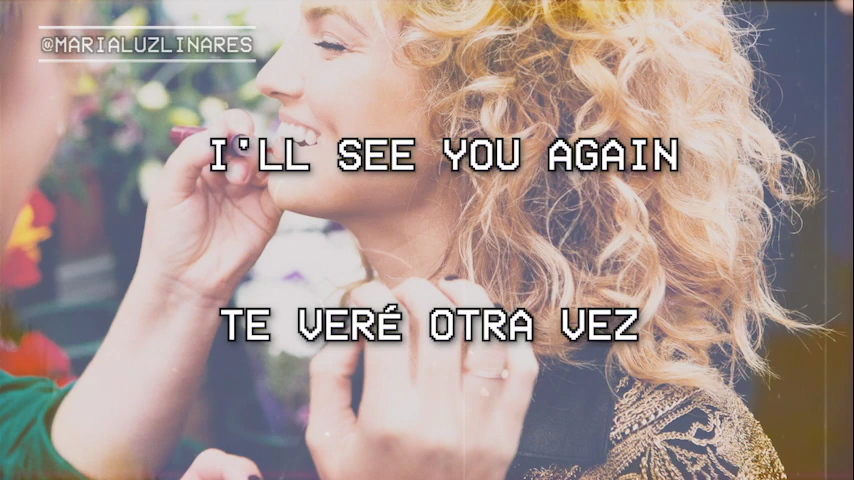 @MARIALUZLINARES
I'LL SEE YOU AGAIN
TE VERÉ OTRA VEZ